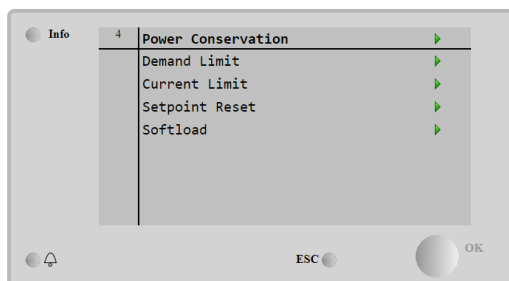 Info
4 Power Conservation
Demand Limit
Current Limit
Setpoint Reset
Softload
ESC
OK